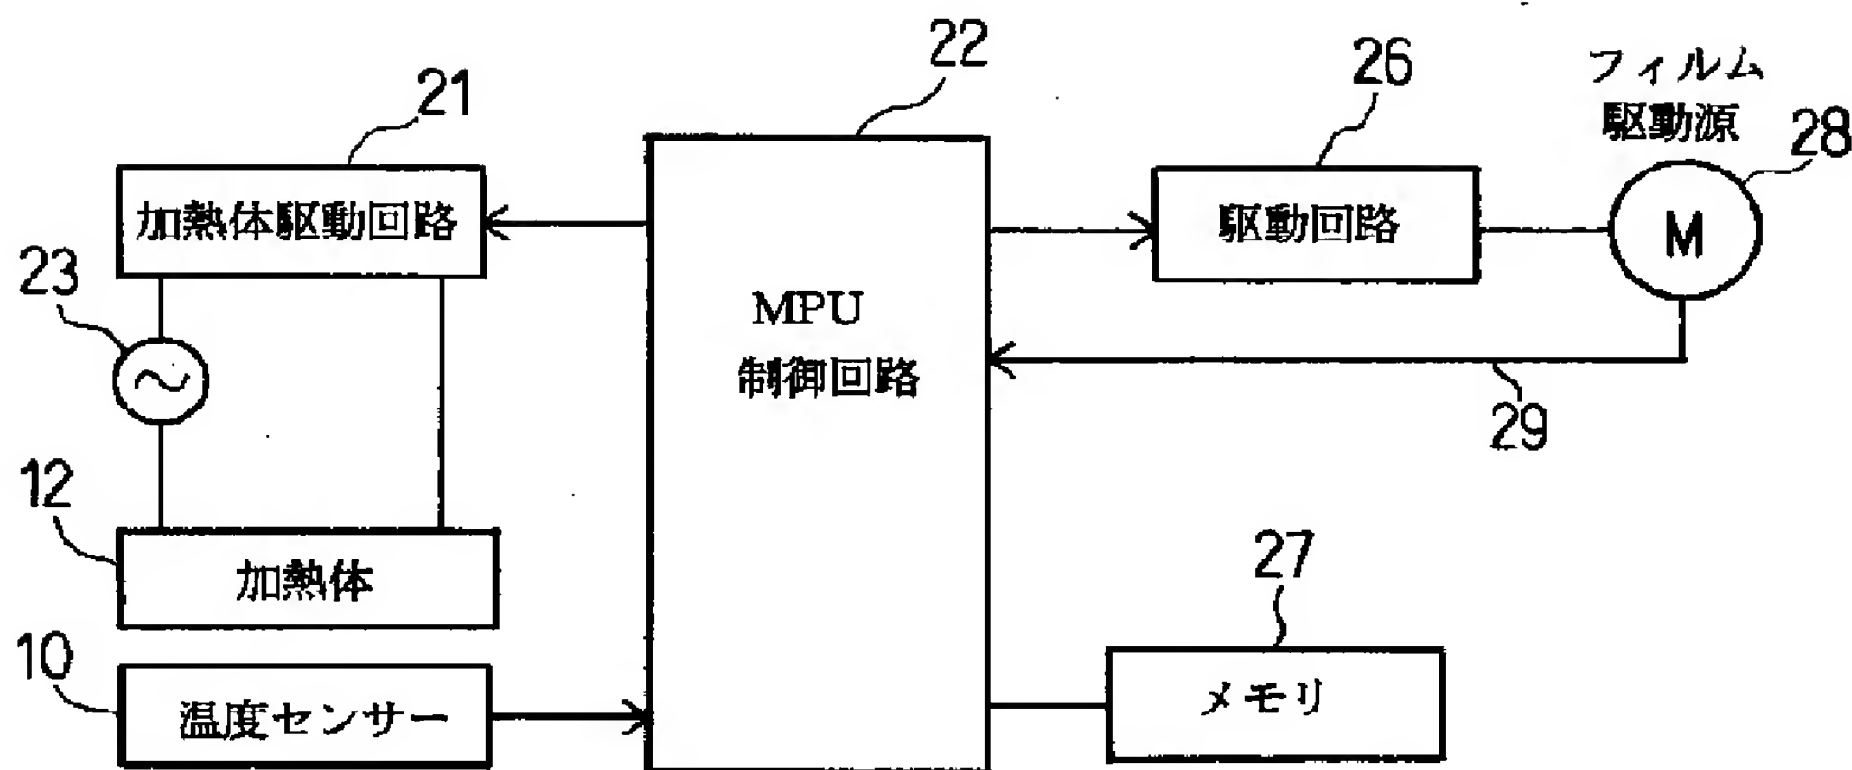 22
26
フィルム
駆動源
28
21
加熱体駆動回路
駆動回路
M
23
MPU
制御回路
29
12
加熱体
27
10
温度センサー
メモリ